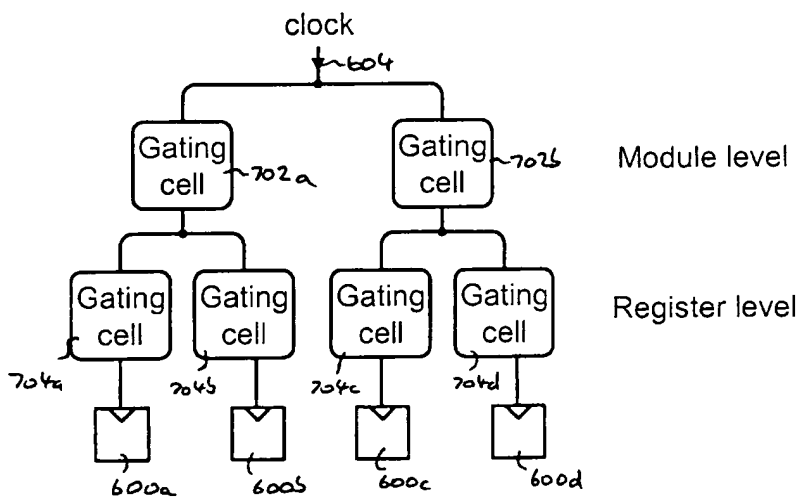 clock
604
Gating cell
702a
Gating cell
702b
Module level
Gating cell
Gating cell
Gating cell
Gating cell
Register level
704a
704b
704c
704d
600a
600b
600c
600d